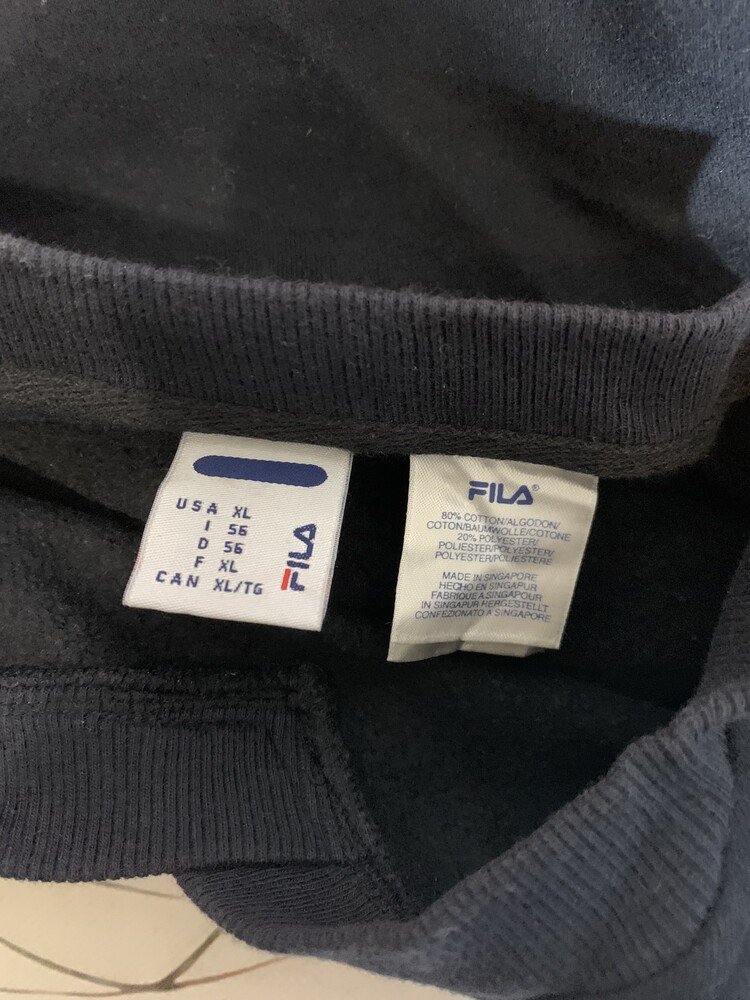 USA XL
I 56
D 56
F XL
CAN XL/TG
FILA
FILA®
80% COTTON/ALGODON/
COTON/BAUMWOLLE/COTONE
20% POLYESTER/
POLIESTER/POLYESTER/
POLYESTER/POLIESTERE
MADE IN SINGAPORE
HECHO EN SINGAPUR
FABRIQUE A SINGAPOUR
IN SINGAPUR HERGESTELLT
CONFEZIONATO A SINGAPORE